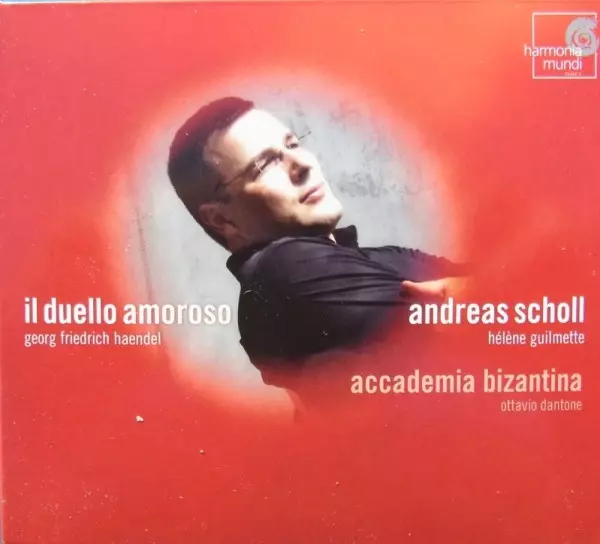 harmonia
mundi
il duello amoroso
georg friedrich haendel
andreas scholl
hélène guilmette
accademia bizantina
ottavio dantone